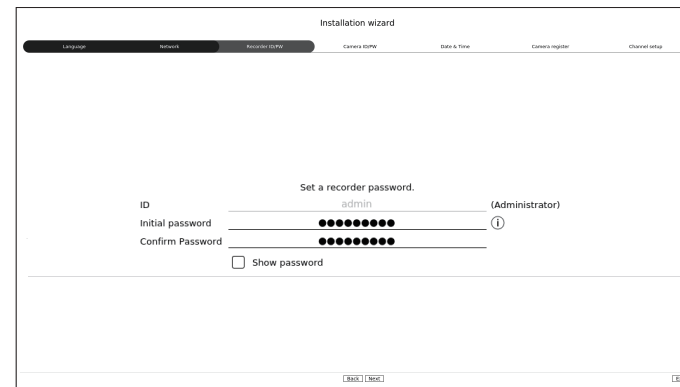 Installation wizard
Language Network Recorder ID/PW Camera ID/PW Date & Time Camera register Channel setup
Set a recorder password.
ID admin (Administrator)
Initial password ●●●●●●●●● i
Confirm Password ●●●●●●●●●
Show password
Back Next